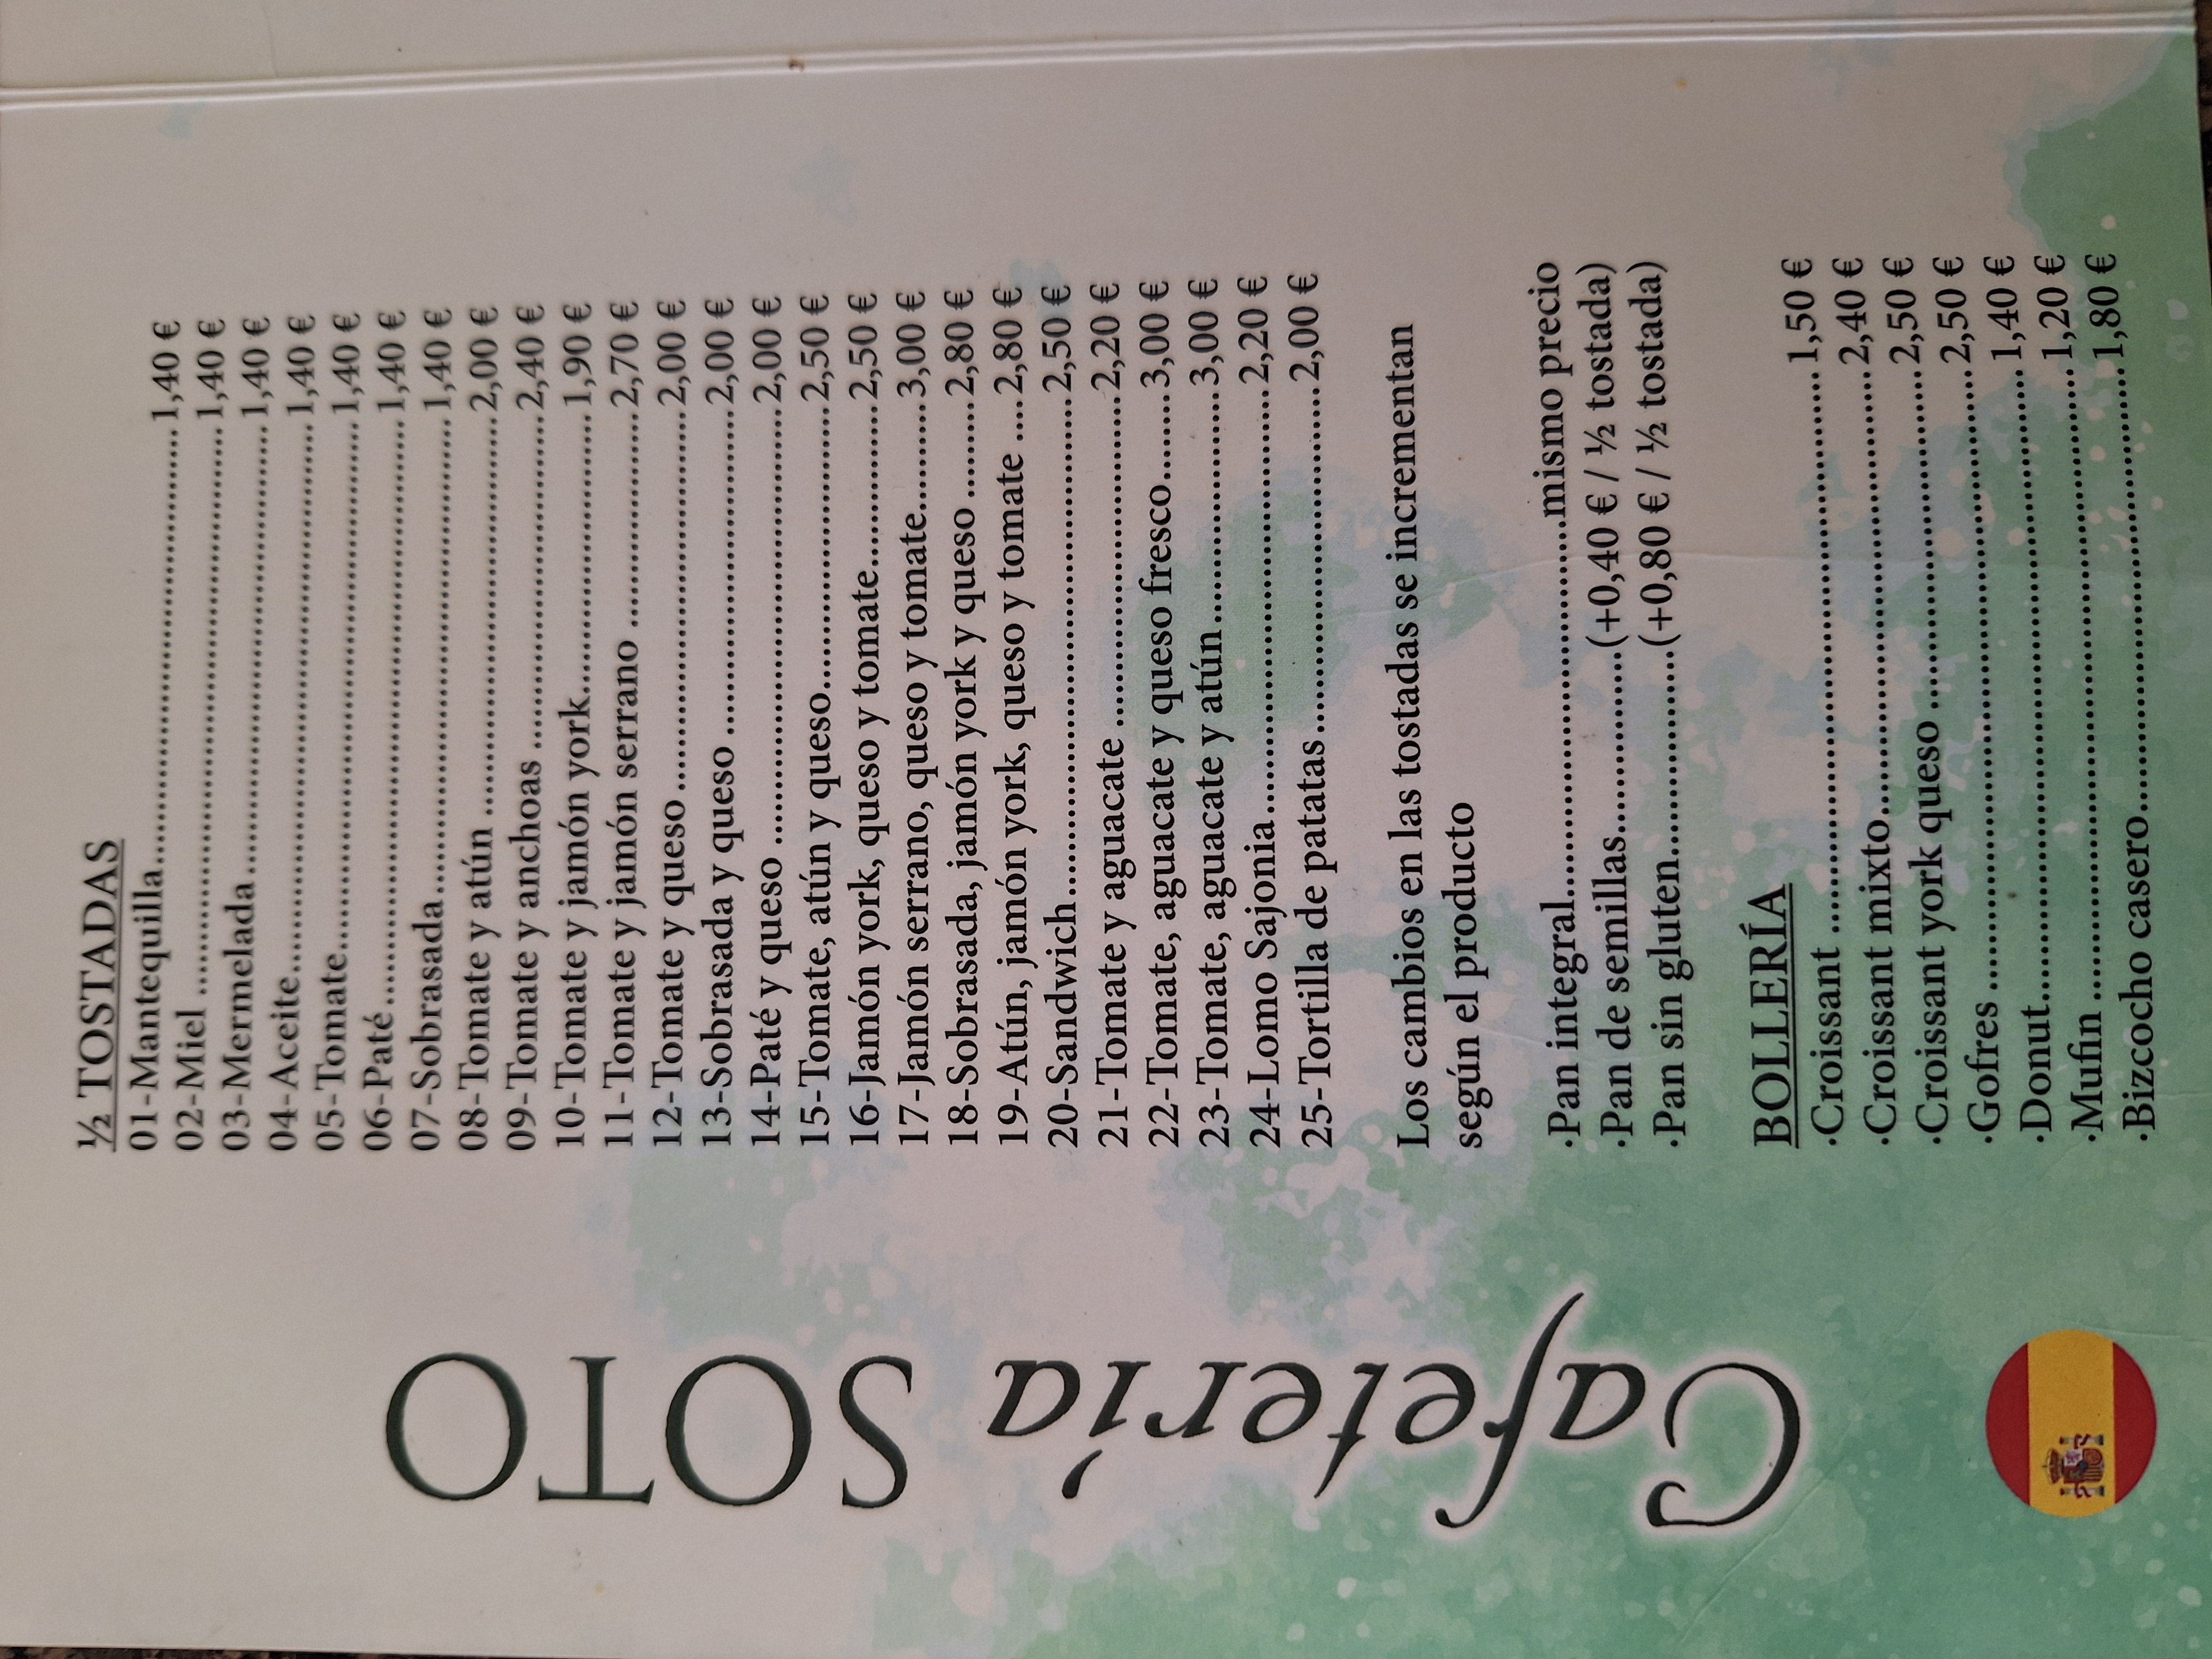 Cafetería SOTO
½ TOSTADAS
01-Mantequilla........................................1,40 €
02-Miel........................................1,40 €
03-Mermelada........................................1,40 €
04-Aceite........................................1,40 €
05-Tomate........................................1,40 €
06-Paté........................................1,40 €
07-Sobrasada........................................1,40 €
08-Tomate y atún........................................2,00 €
09-Tomate y anchoas..............................2,40 €
10-Tomate y jamón york..............................1,90 €
11-Tomate y jamón serrano....................2,70 €
12-Tomate y queso..............................2,00 €
13-Sobrasada y queso..............................2,00 €
14-Paté y queso..............................2,00 €
15-Tomate, atún y queso.........................2,50 €
16-Jamón york, queso y tomate...............2,50 €
17-Jamón serrano, queso y tomate..........3,00 €
18-Sobrasada, jamón york y queso.........2,80 €
19-Atún, jamón york, queso y tomate....2,80 €
20-Sandwich........................................2,50 €
21-Tomate y aguacate..............................2,20 €
22-Tomate, aguacate y queso fresco.......3,00 €
23-Tomate, aguacate y atún....................3,00 €
24-Lomo Sajonia..............................2,20 €
25-Tortilla de patatas..............................2,00 €
Los cambios en las tostadas se incrementan
según el producto
·Pan integral..............................mismo precio
·Pan de semillas...............(+0,40 € / ½ tostada)
·Pan sin gluten...............(+0,80 € / ½ tostada)
BOLLERÍA
·Croissant........................................1,50 €
·Croissant mixto..............................2,40 €
·Croissant york queso.........................2,50 €
·Gofres........................................2,50 €
·Donut........................................1,40 €
·Mufin........................................1,20 €
·Bizcocho casero..............................1,80 €